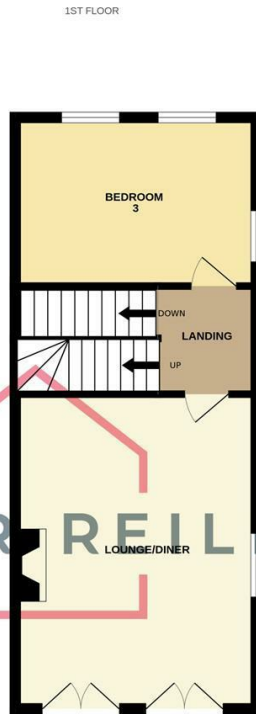 1ST FLOOR
BEDROOM
3
DOWN
LANDING
UP
LOUNGE/DINER
R REIL